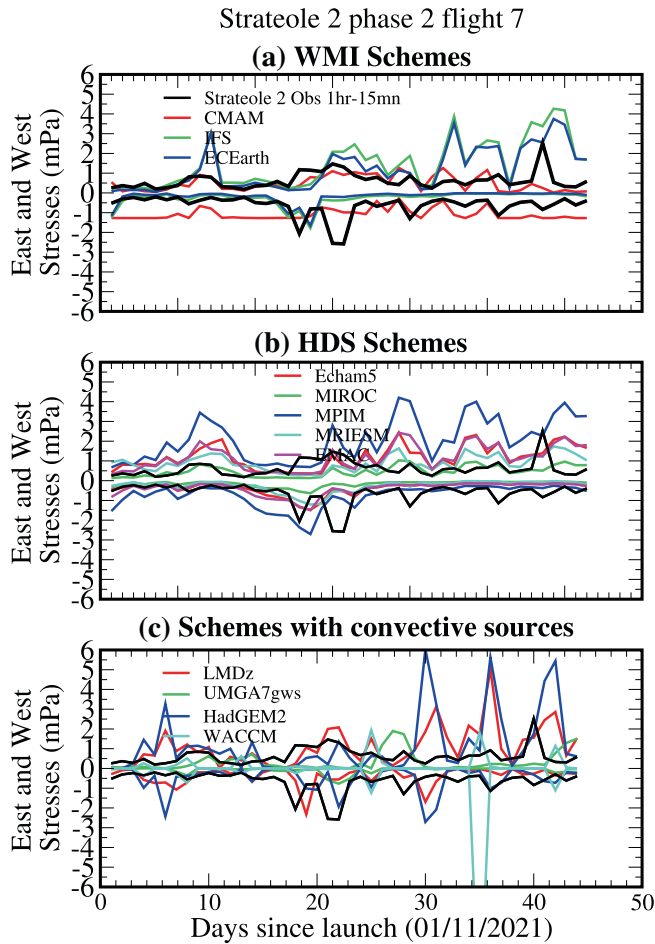 Strateole 2 phase 2 flight 7
(a) WMI Schemes
6
5
4
3
2
1
0
-1
-2
-3
-4
-5
-6
East and West
Stresses (mPa)
Strateole 2 Obs 1hr-15mn
CMAM
IFS
ECEarth
(b) HDS Schemes
6
5
4
3
2
1
0
-1
-2
-3
-4
-5
-6
East and West
Stresses (mPa)
Echam5
MIROC
MPIM
MRIESM
EMAC
(c) Schemes with convective sources
6
5
4
3
2
1
0
-1
-2
-3
-4
-5
-6
East and West
Stresses (mPa)
LMDz
UMGA7gws
HadGEM2
WACCM
0 10 20 30 40 50
Days since launch (01/11/2021)